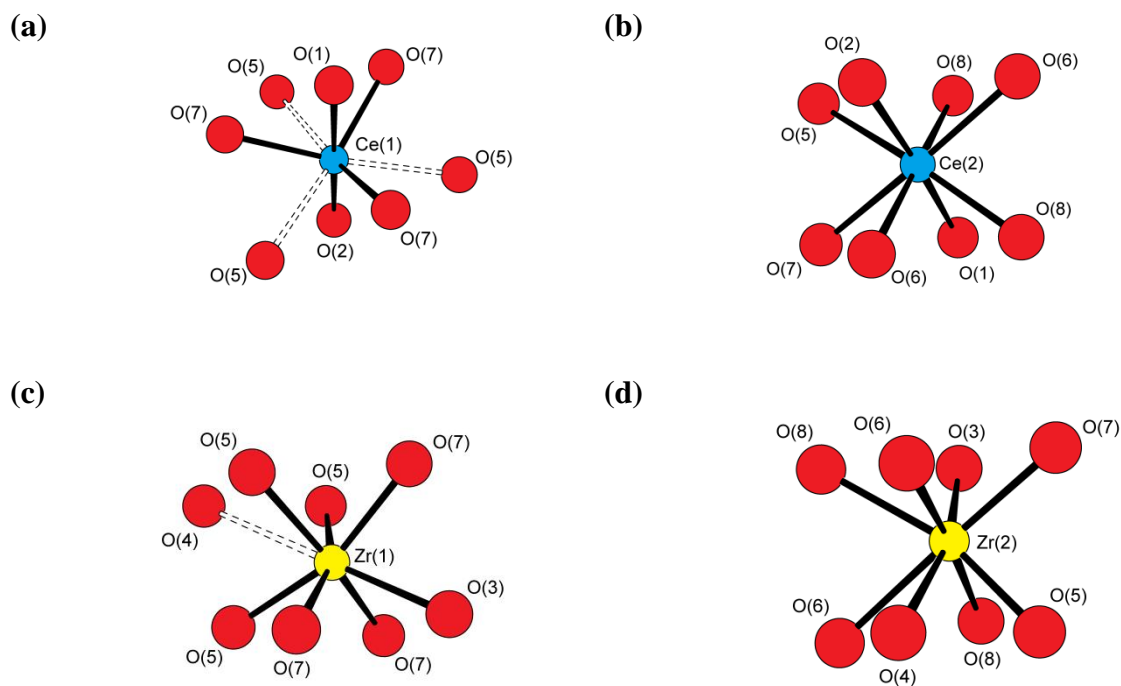 (a)
O(1)
O(7)
O(5)
O(7)
Ce(1)
O(5)
O(7)
O(2)
O(5)
(b)
O(2)
O(8)
O(6)
O(5)
Ce(2)
O(8)
O(7)
O(6)
O(1)
(c)
O(5)
O(7)
O(5)
O(4)
Zr(1)
O(3)
O(5)
O(7)
O(7)
(d)
O(6)
O(3)
O(7)
O(8)
Zr(2)
O(6)
O(5)
O(8)
O(4)